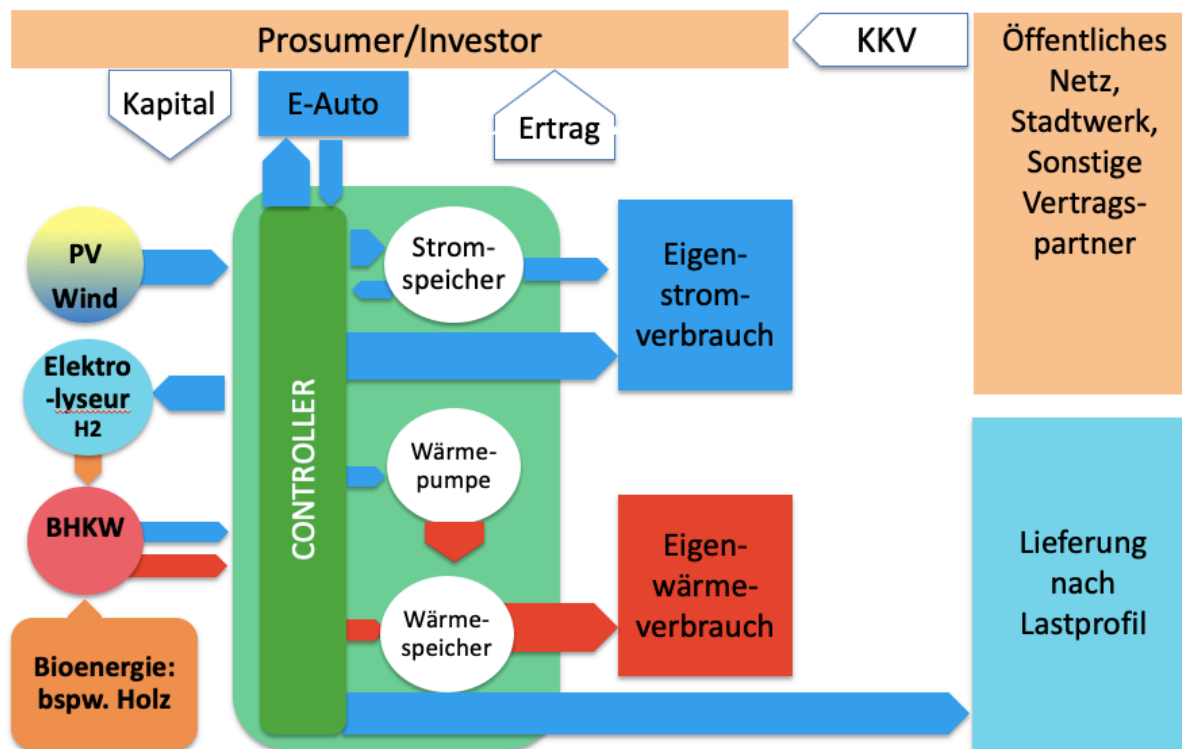 Prosumer/Investor
KKV
Öffentliches
Netz,
Stadtwerk,
Sonstige
Vertrags-
partner
Kapital
E-Auto
Ertrag
PV
Wind
Strom-
speicher
Eigen-
strom-
verbrauch
Elektro
-lyseur
H2
CONTROLLER
Wärme-
pumpe
BHKW
Eigen-
wärme-
verbrauch
Lieferung
nach
Lastprofil
Wärme-
speicher
Bioenergie:
bspw. Holz